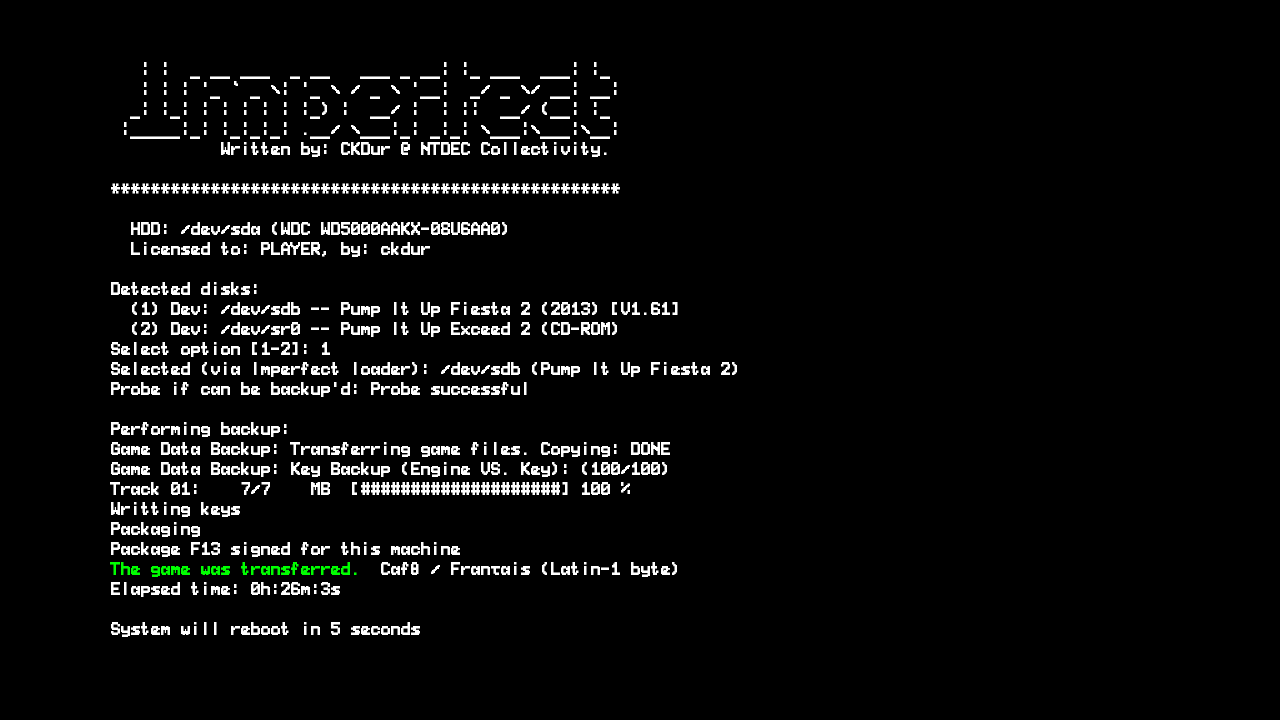 Imperfect
Written by: CKDur @ NTDEC Collectivity.
***************************************************
HDD: /dev/sda (WDC WD5000AAKX-08U6AA0)
Licensed to: PLAYER, by: ckdur
Detected disks:
(1) Dev: /dev/sdb -- Pump It Up Fiesta 2 (2013) [V1.61]
(2) Dev: /dev/sr0 -- Pump It Up Exceed 2 (CD-ROM)
Select option [1-2]: 1
Selected (via Imperfect loader): /dev/sdb (Pump It Up Fiesta 2)
Probe if can be backup'd: Probe successful
Performing backup:
Game Data Backup: Transferring game files. Copying: DONE
Game Data Backup: Key Backup (Engine VS. Key): (100/100)
Track 01:    7/7    MB  [####################] 100 %
Writting keys
Packaging
Package F13 signed for this machine
The game was transferred.  Cafθ / Franτais (Latin-1 byte)
Elapsed time: 0h:26m:3s
System will reboot in 5 seconds